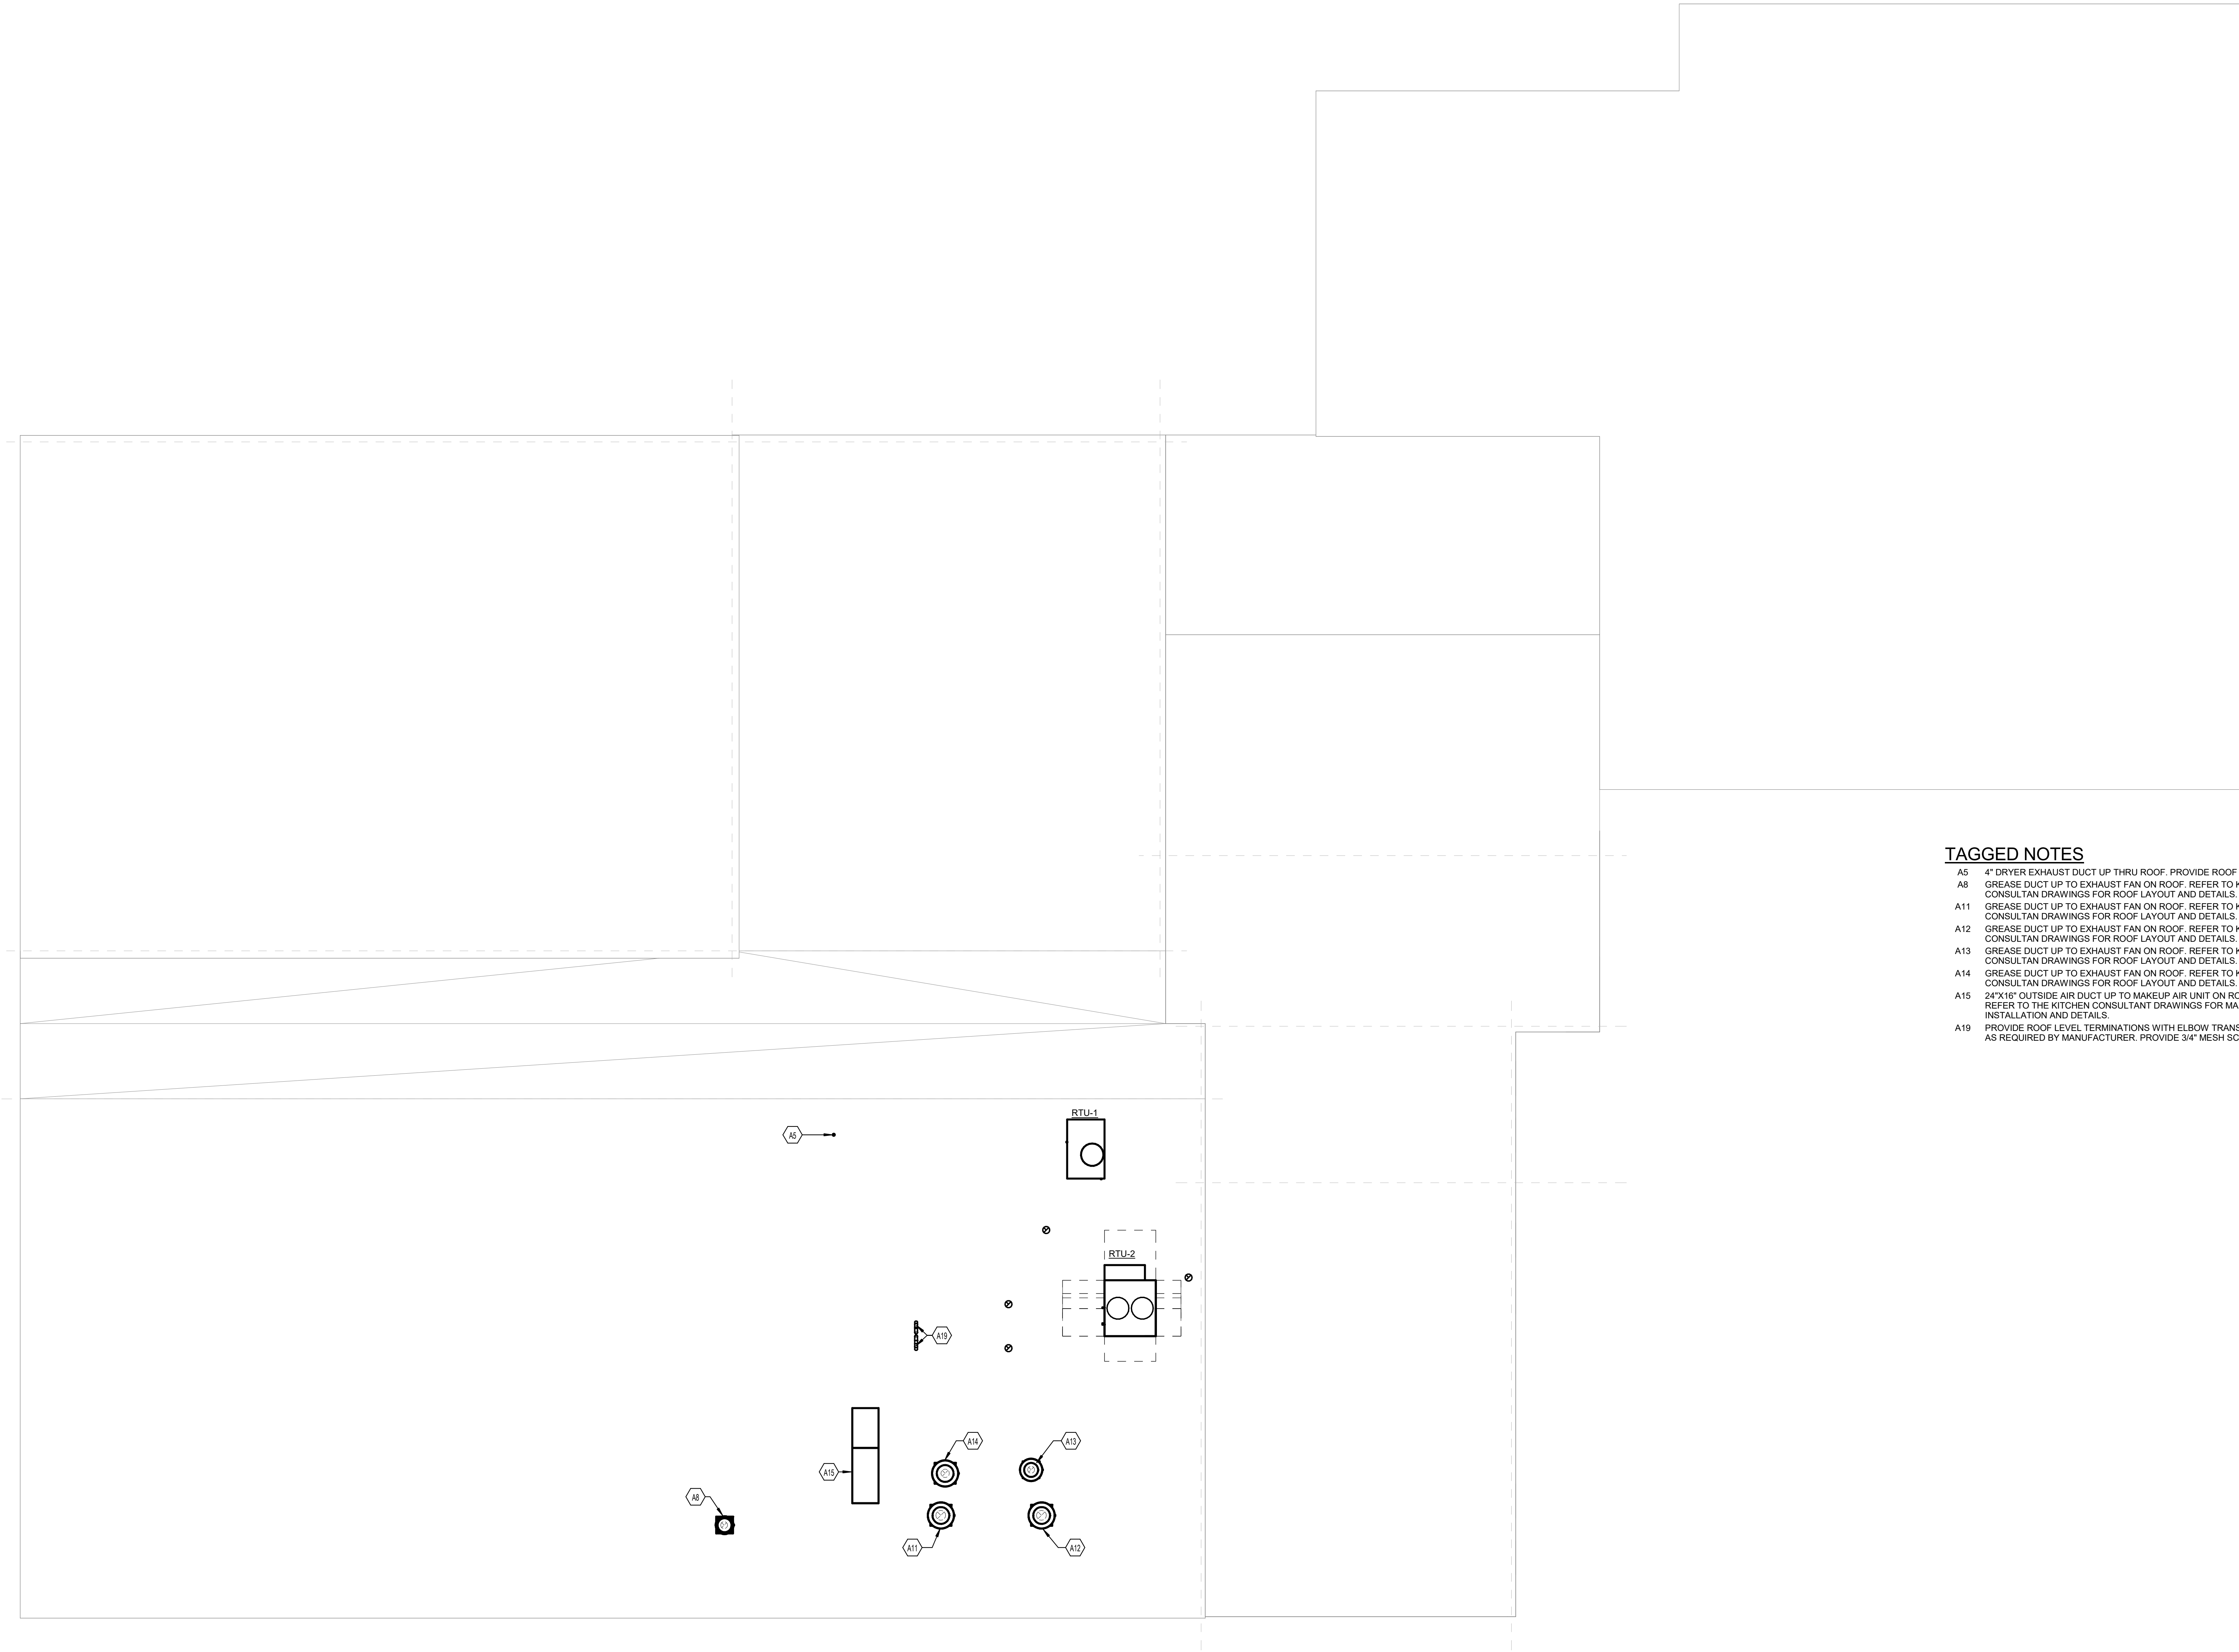 TAGGED NOTES
A5 4" DRYER EXHAUST DUCT UP THRU ROOF. PROVIDE ROOF
A8 GREASE DUCT UP TO EXHAUST FAN ON ROOF. REFER TO
CONSULTAN DRAWINGS FOR ROOF LAYOUT AND DETAILS.
A11 GREASE DUCT UP TO EXHAUST FAN ON ROOF. REFER TO
CONSULTAN DRAWINGS FOR ROOF LAYOUT AND DETAILS.
A12 GREASE DUCT UP TO EXHAUST FAN ON ROOF. REFER TO
CONSULTAN DRAWINGS FOR ROOF LAYOUT AND DETAILS.
A13 GREASE DUCT UP TO EXHAUST FAN ON ROOF. REFER TO
CONSULTAN DRAWINGS FOR ROOF LAYOUT AND DETAILS.
A14 GREASE DUCT UP TO EXHAUST FAN ON ROOF. REFER TO
CONSULTAN DRAWINGS FOR ROOF LAYOUT AND DETAILS.
A15 24"X16" OUTSIDE AIR DUCT UP TO MAKEUP AIR UNIT ON
REFER TO THE KITCHEN CONSULTANT DRAWINGS FOR
INSTALLATION AND DETAILS.
A19 PROVIDE ROOF LEVEL TERMINATIONS WITH ELBOW
AS REQUIRED BY MANUFACTURER. PROVIDE 3/4" MESH
RTU-1
A5
RTU-2
A19
A14
A13
A15
A8
A11
A12